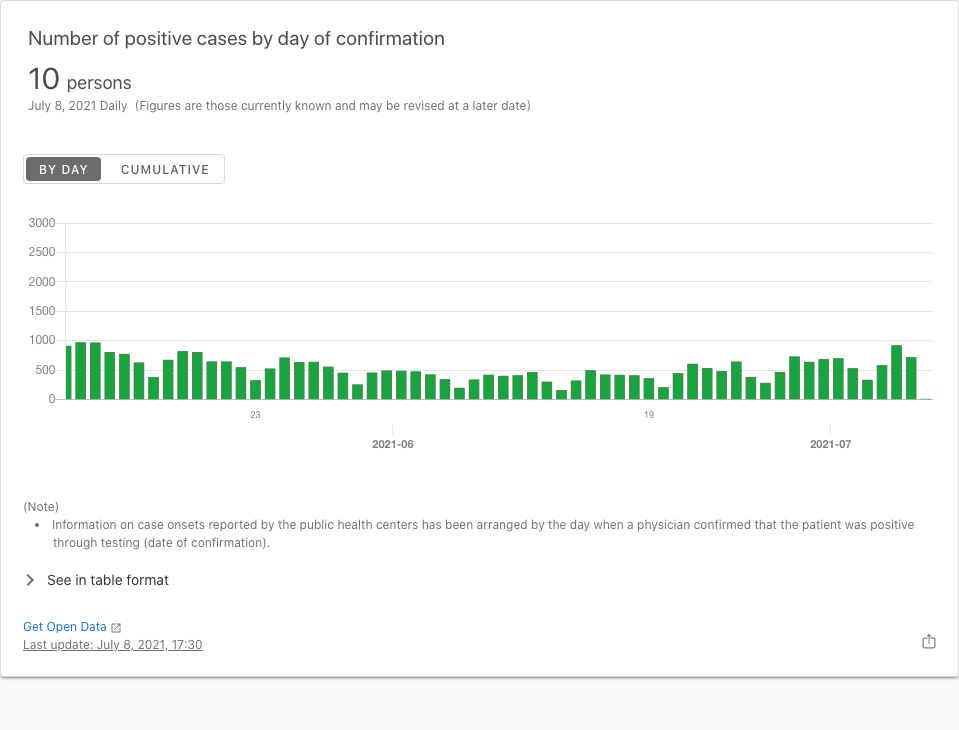 Number of positive cases by day of confirmation
10 persons
July 8, 2021 Daily (Figures are those currently known and may be revised at a later date)
BY DAY CUMULATIVE
3000
2500
2000
1500
1000
500
0
23 19
2021-06 2021-07
(Note)
• Information on case onsets reported by the public health centers has been arranged by the day when a physician confirmed that the patient was positive
through testing (date of confirmation).
See in table format
Get Open Data
Last update: July 8, 2021, 17:30